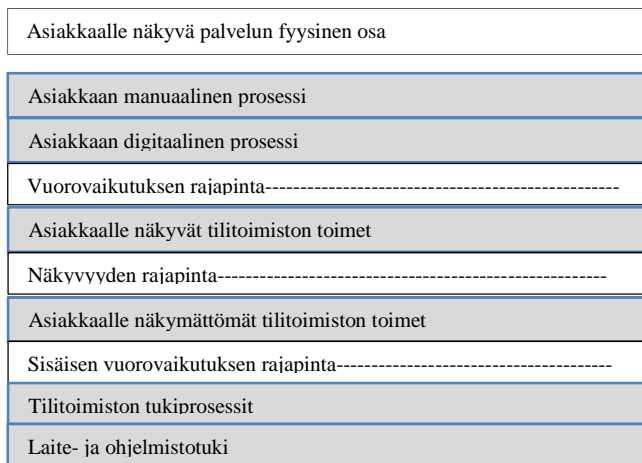 Asiakkaalle näkyvä palvelun fyysinen osa
Asiakkaan manuaalinen prosessi
Asiakkaan digitaalinen prosessi
Vuorovaikutuksen rajapinta------------------------------------------------------
Asiakkaalle näkyvät tilitoimiston toimet
Näkyvyyden rajapinta-----------------------------------------------------------
Asiakkaalle näkymättömät tilitoimiston toimet
Sisäisen vuorovaikutuksen rajapinta------------------------------------------
Tilitoimiston tukiprosessit
Laite- ja ohjelmistotuki